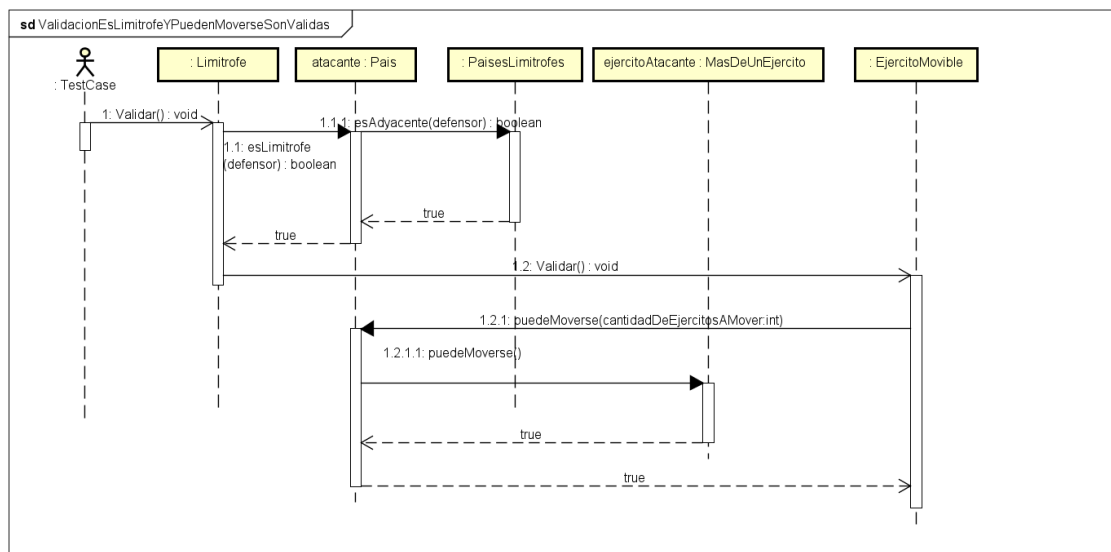 sd ValidacionEsLimitrofeYPuedenMoverseSonValidas
: TestCase
: Limitrofe
atacante : Pais
: PaisesLimitrofes
ejercitoAtacante : MasDeUnEjercito
: EjercitoMovible
1: Validar() : void
1.1.1: esAdyacente(defensor) : boolean
1.1: esLimitrofe
(defensor) : boolean
true
true
1.2: Validar() : void
1.2.1: puedeMoverse(cantidadDeEjercitosAMover:int)
1.2.1.1: puedeMoverse()
true
true